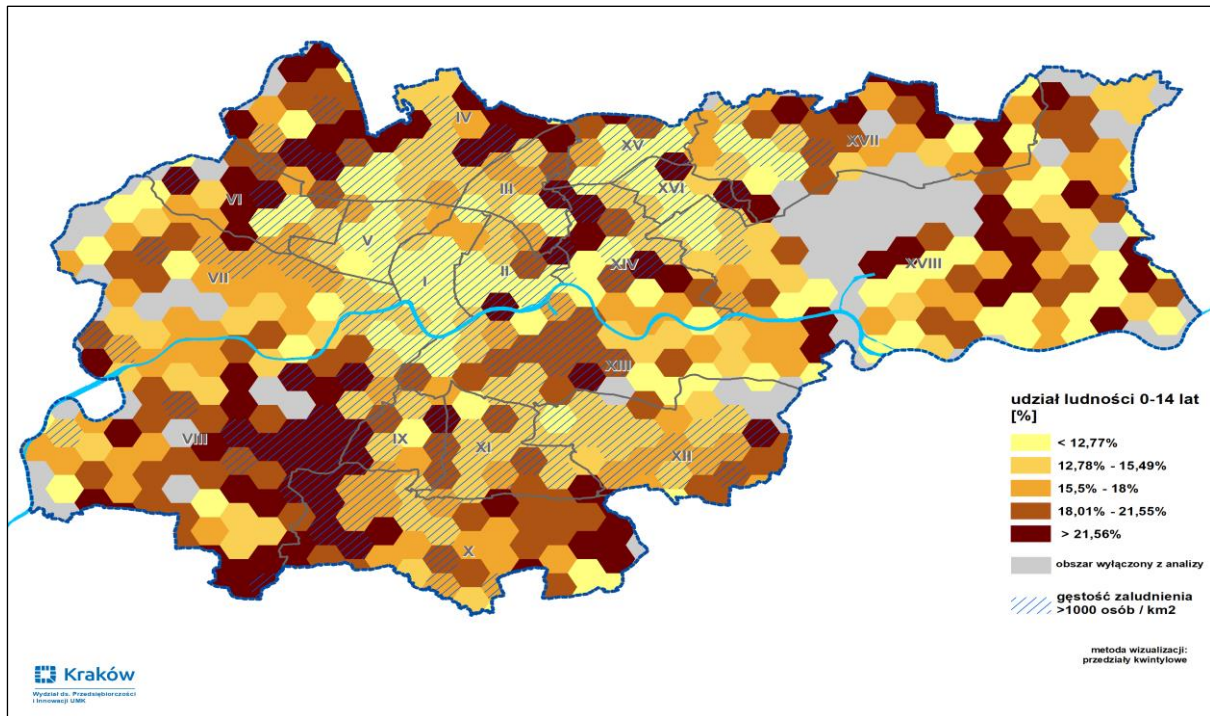 IV
XV
XVII
III
XVI
VI
V
VII
II
XIV
XVIII
I
XIII
VIII
IX
XI
XII
X
udział ludności 0-14 lat
[%]
< 12,77%
12,78% - 15,49%
15,5% - 18%
18,01% - 21,55%
> 21,56%
obszar wyłączony z analizy
gęstość zaludnienia
>1000 osób / km2
metoda wizualizacji:
przedziały kwintylowe
Kraków
Wydział ds. Przedsiębiorczości
i Innowacji UMK